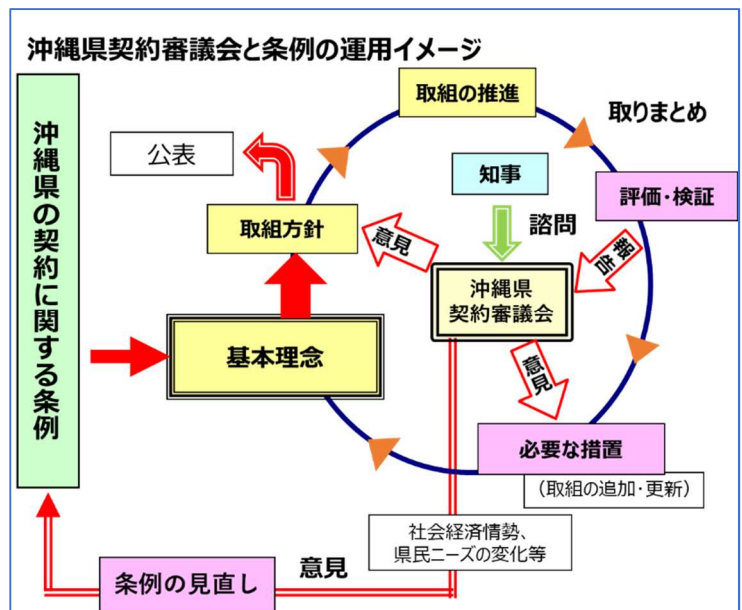 沖縄県契約審議会と条例の運用イメージ
沖縄県の契約に関する条例
取組の推進
取りまとめ
公表
知事
評価・検証
取組方針
意見
諮問
報告
沖縄県
契約審議会
基本理念
意見
必要な措置
（取組の追加・更新）
社会経済情勢、
県民ニーズの変化等
意見
条例の見直し